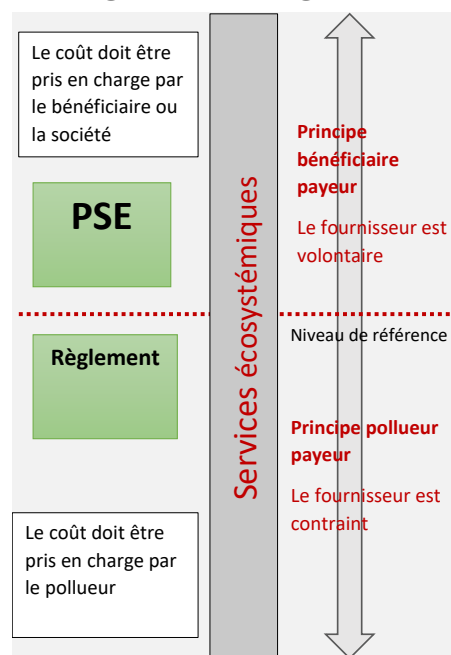 Le coût doit être
pris en charge par
le bénéficiaire ou
la société
PSE
Règlement
Le coût doit être
pris en charge par
le pollueur
Services écosystémiques
Principe
bénéficiaire
payeur
Le fournisseur est
volontaire
Niveau de référence
Principe pollueur
payeur
Le fournisseur est
contraint